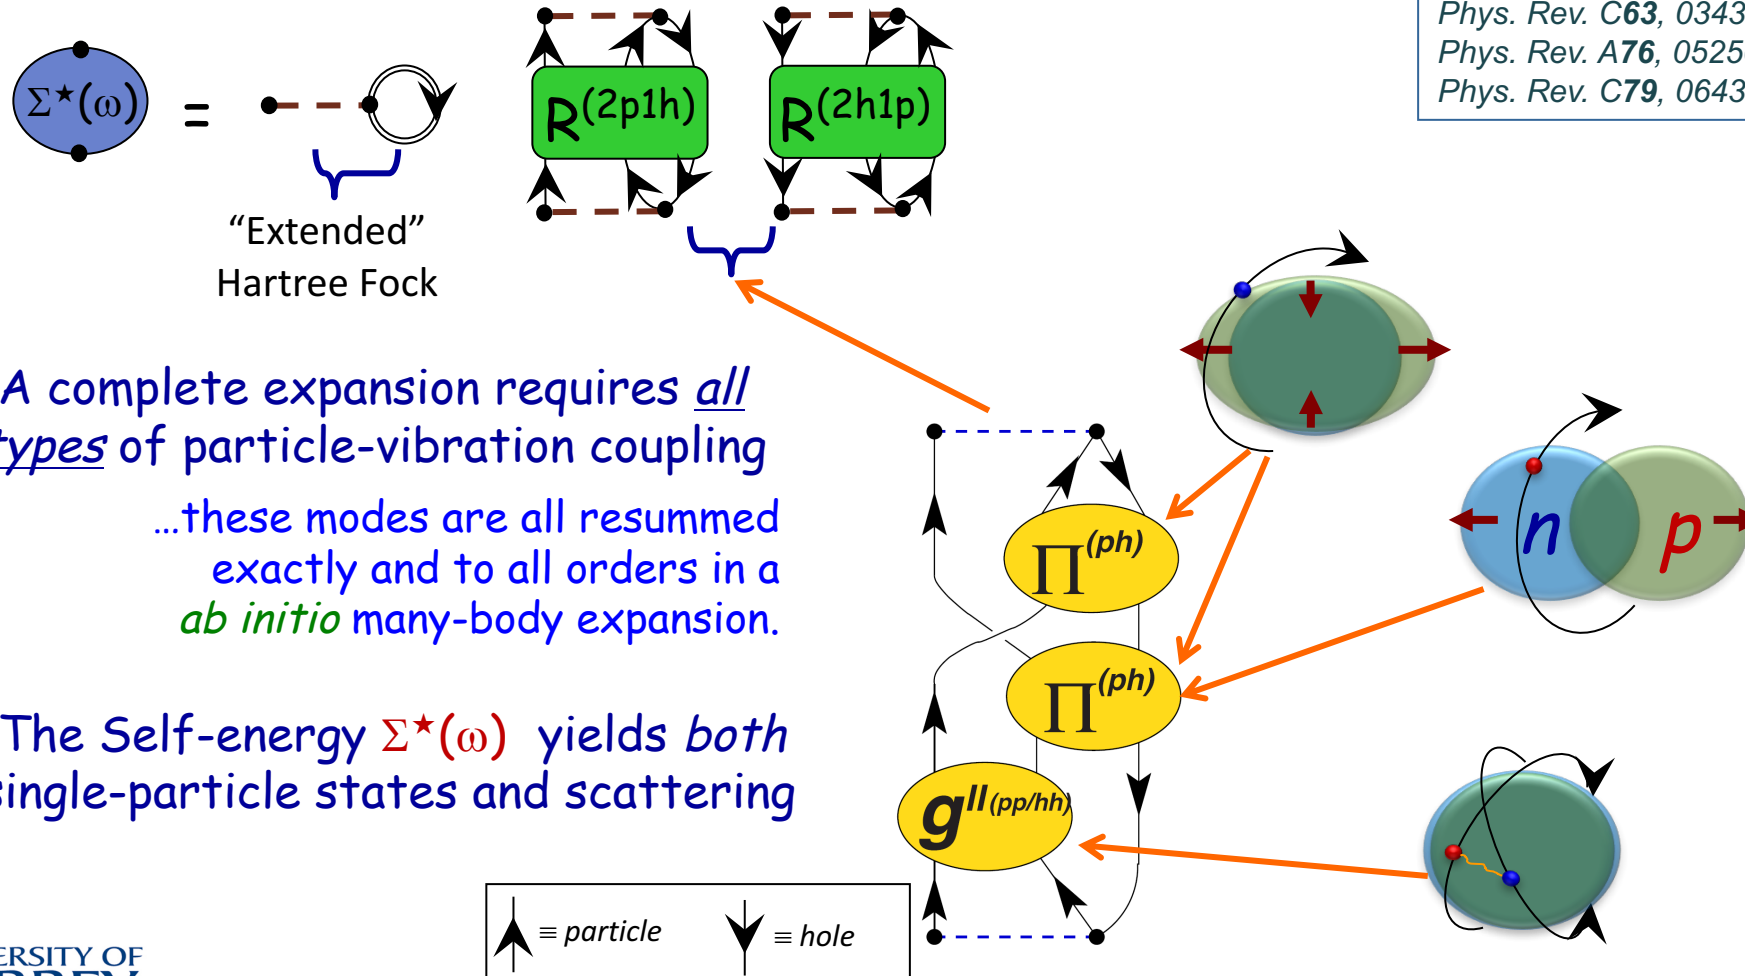 Phys. Rev. C63, 0343
Phys. Rev. A76, 0525
Phys. Rev. C79, 0643
Σ★(ω)
=
R(2p1h)
R(2h1p)
“Extended”
Hartree Fock
A complete expansion requires all
types of particle-vibration coupling
…these modes are all resummed
exactly and to all orders in a
ab initio many-body expansion.
The Self-energy Σ★(ω) yields both
single-particle states and scattering
∏(ph)
∏(ph)
gII(pp/hh)
n p
≡ particle
≡ hole
ERSITY OF